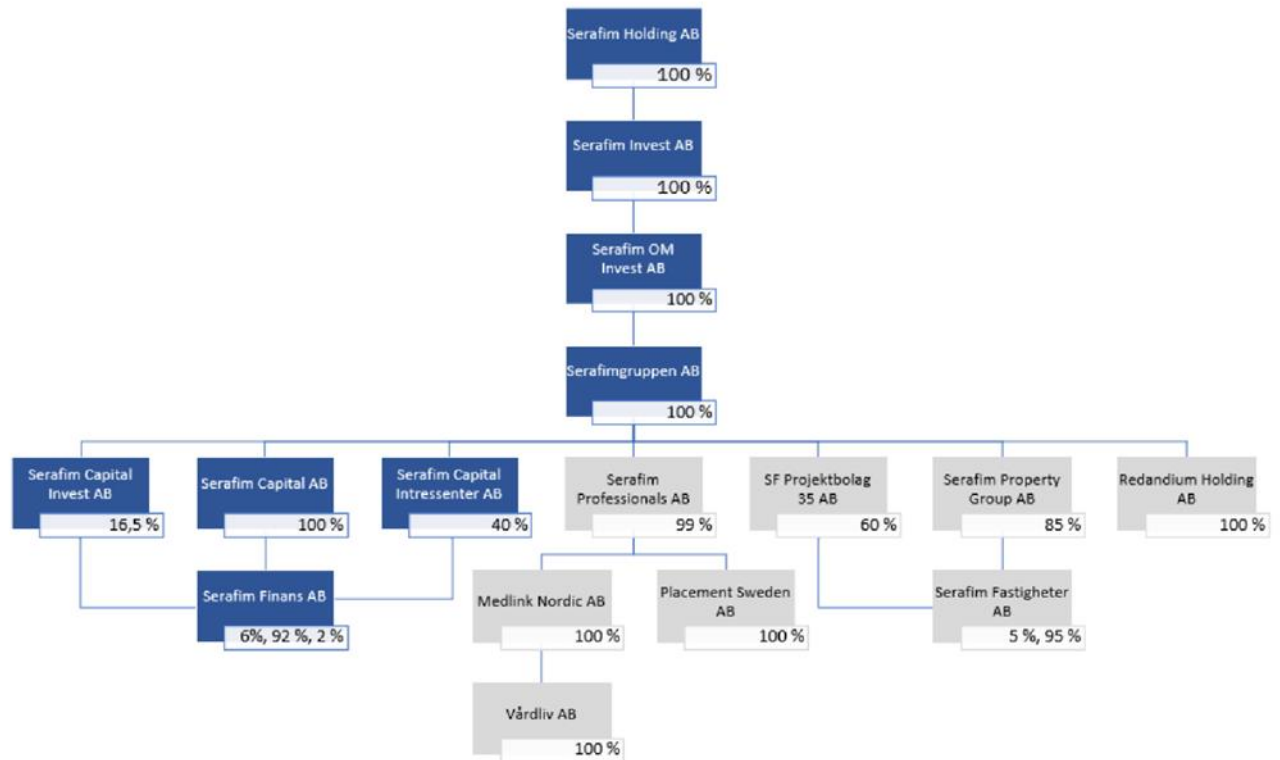 Serafim Holding AB
100 %
Serafim Invest AB
100 %
Serafim OM
Invest AB
100 %
Serafimgruppen AB
100 %
Serafim Capital
Invest AB
16,5 %
Serafim Capital AB
100 %
Serafim Capital
Intressenter AB
40 %
Serafim
Professionals AB
99 %
SF Projektbolag
35 AB
60 %
Serafim Property
Group AB
85 %
Redandium Holding
AB
100 %
Serafim Finans AB
6%, 92 %, 2 %
Medlink Nordic AB
100 %
Placement Sweden
AB
100 %
Serafim Fastigheter
AB
5 %, 95 %
Vårdliv AB
100 %